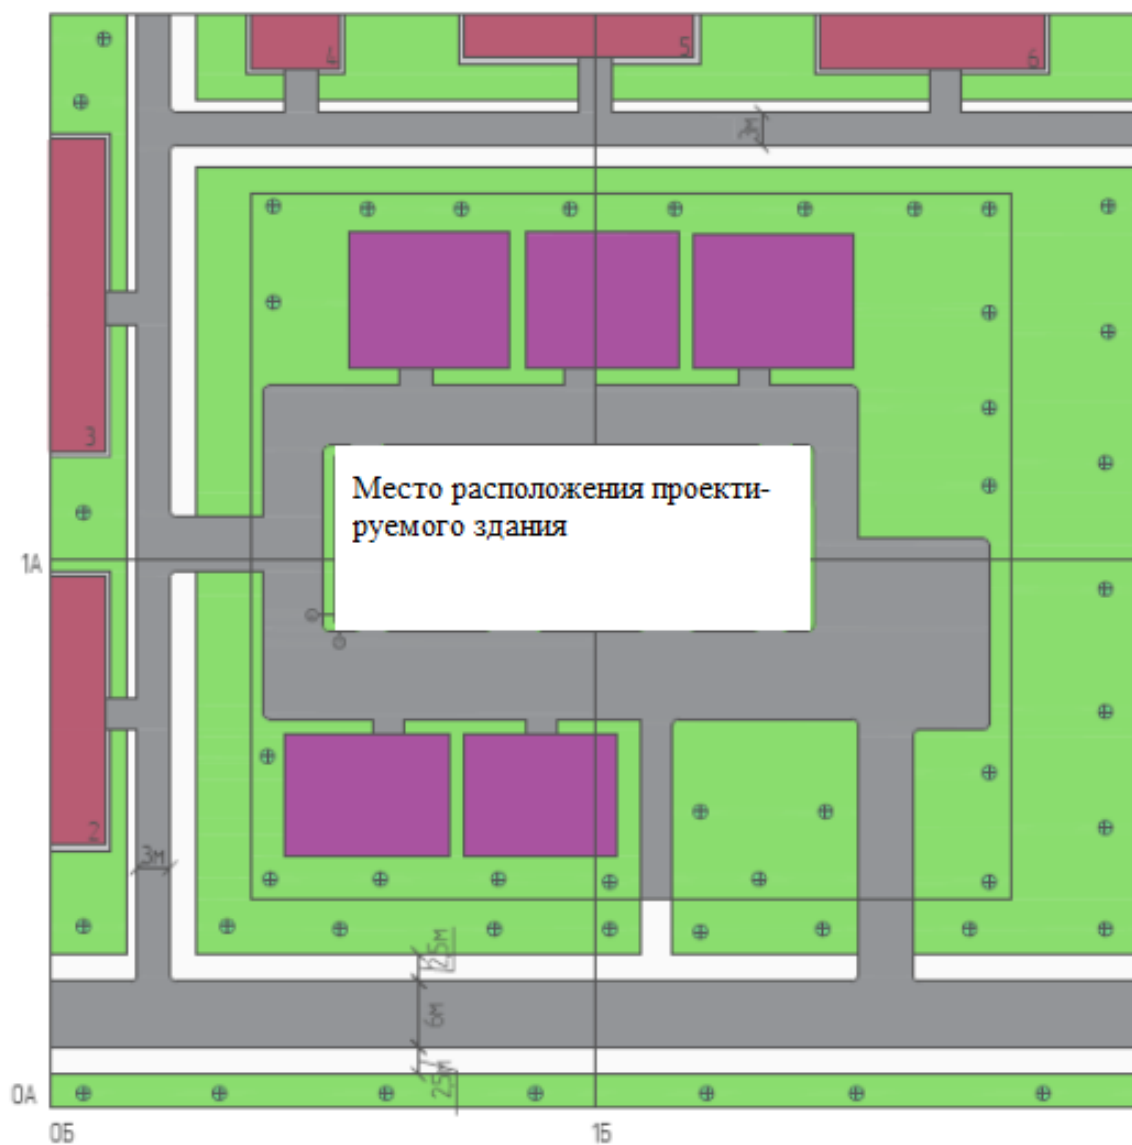 4
5
6
3м
Место расположения проекти-
руемого здания
3
1А
2
3м
2,5м
6м
2,5м
0А
0Б
1Б